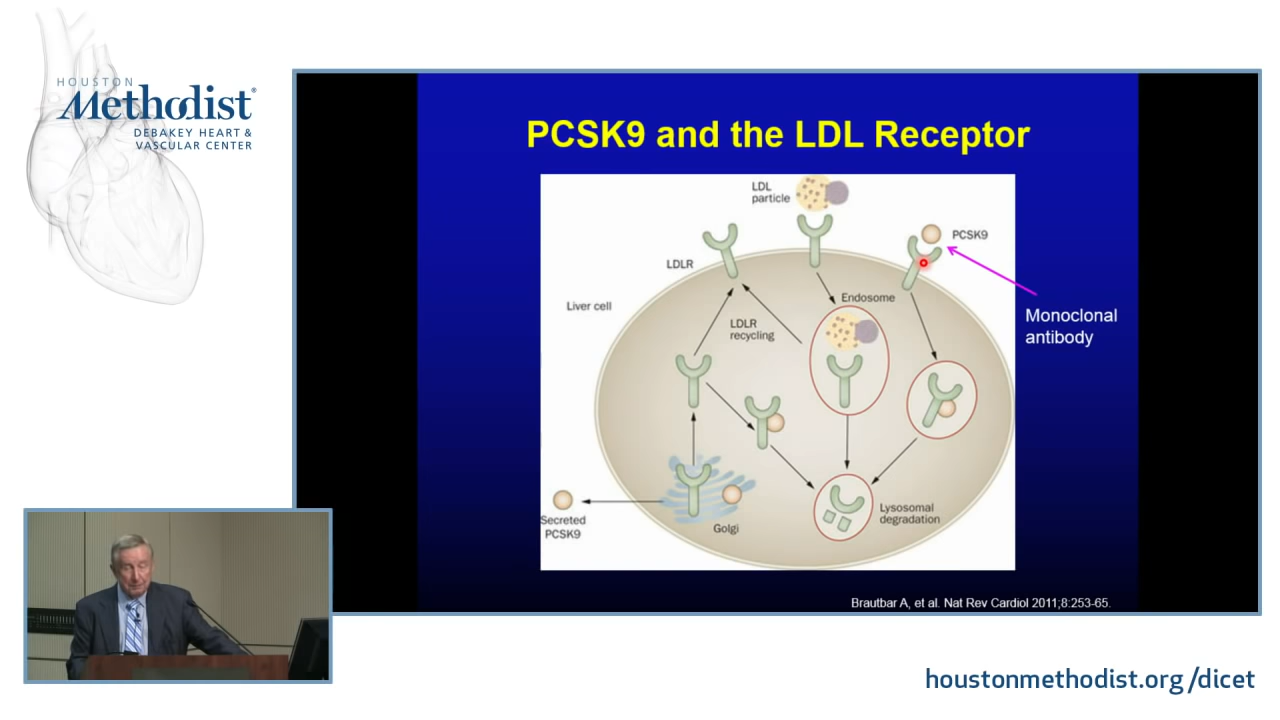 HOUSTON
Methodist®
DEBAKEY HEART &
VASCULAR CENTER
PCSK9 and the LDL Receptor
LDL
particle
PCSK9
LDLR
Liver cell
Endosome
LDLR
recycling
Monoclonal
antibody
Secreted
PCSK9
Golgi
Lysosomal
degradation
Brautbar A, et al. Nat Rev Cardiol 2011;8:253-65.
houstonmethodist.org/dicet